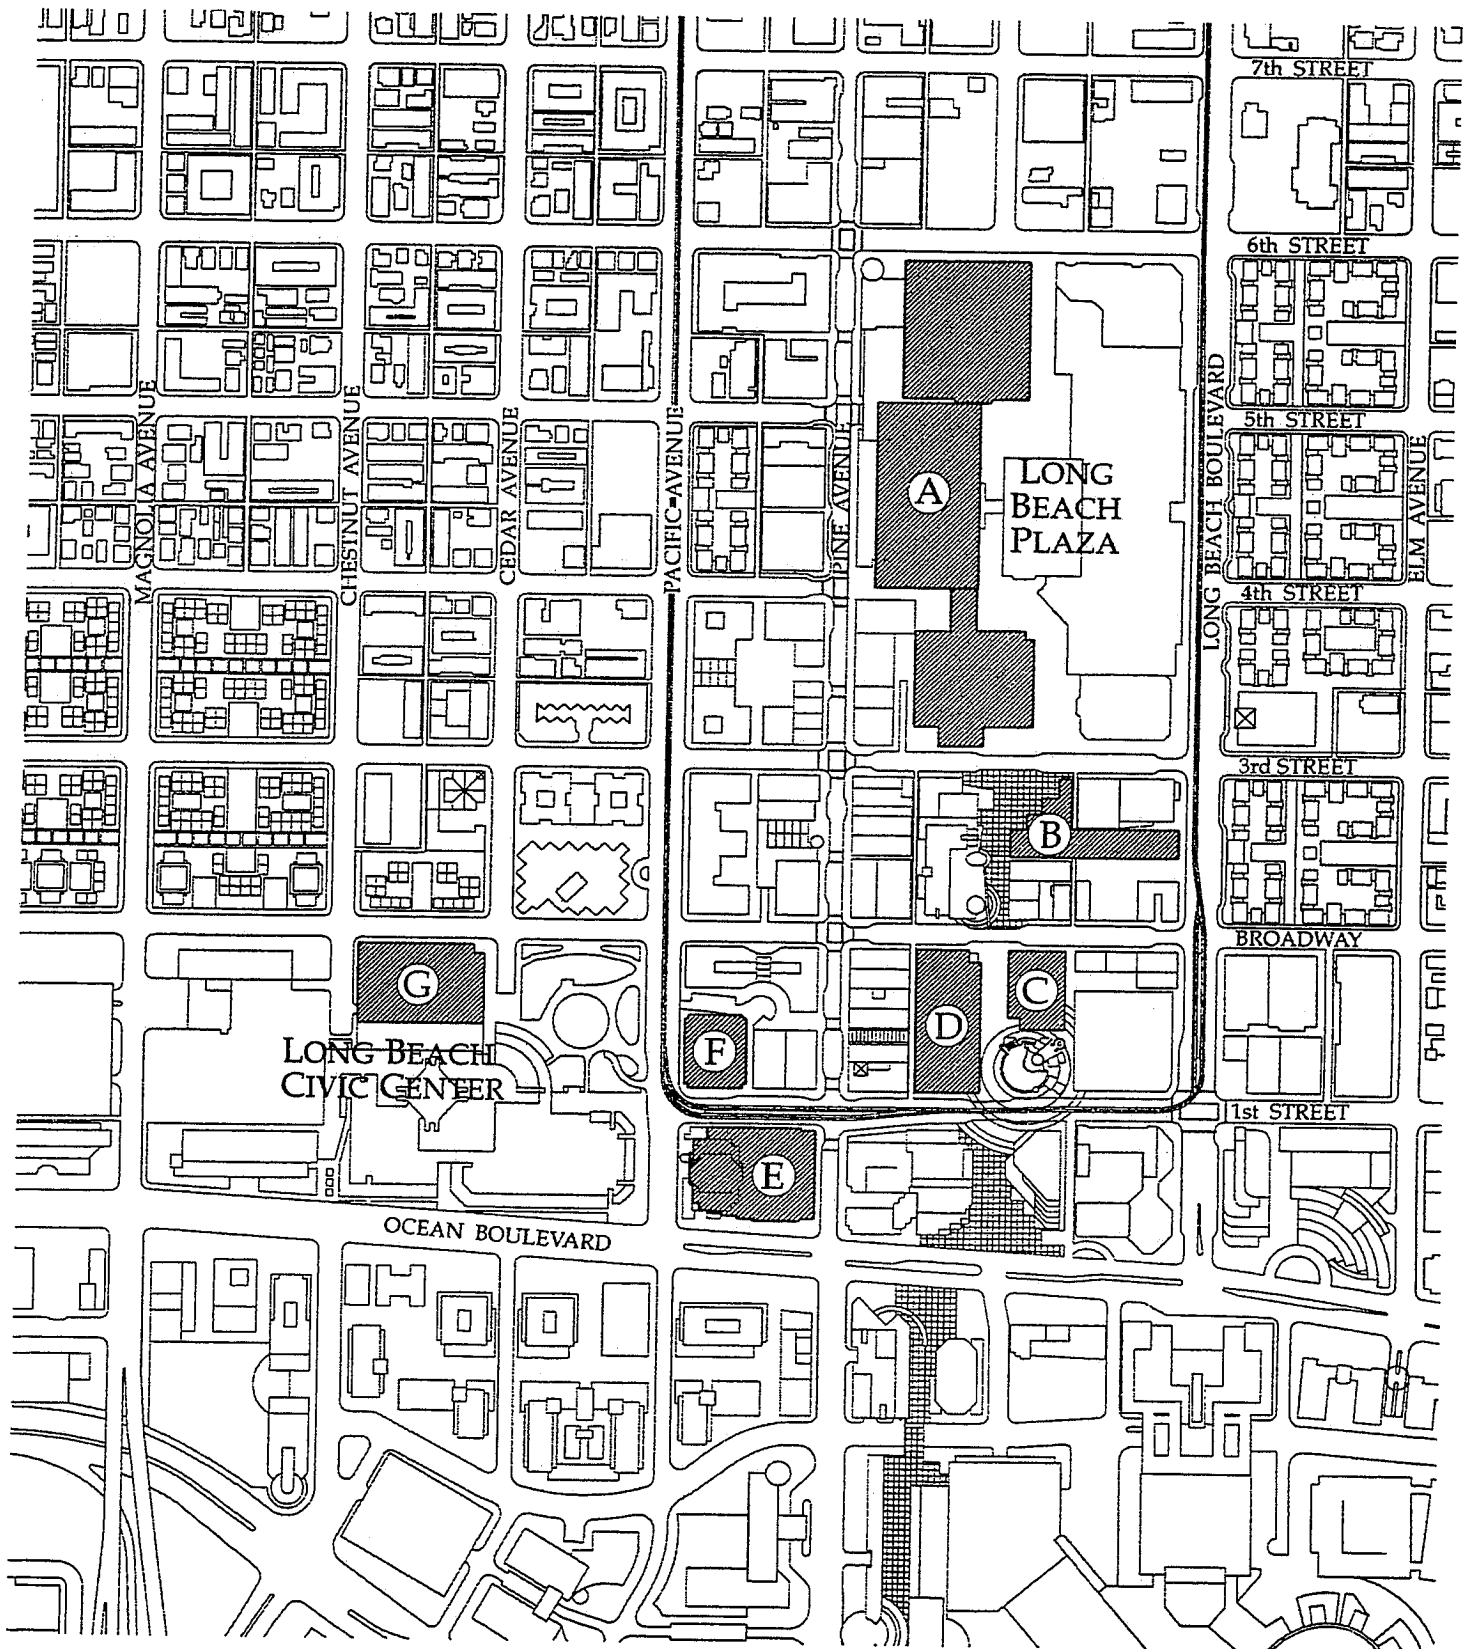 7th STREET
6th STREET
MAGNOLA AVENUE
CHESTNUT AVENUE
CEDAR AVENUE
PACIFIC AVENUE
PINE AVENUE
LONG BEACH BOULEVARD
5th STREET
ELM AVENUE
A
LONG
BEACH
PLAZA
4th STREET
3rd STREET
B
BROADWAY
G
C
D
F
LONG BEACH
CIVIC CENTER
1st STREET
E
OCEAN BOULEVARD